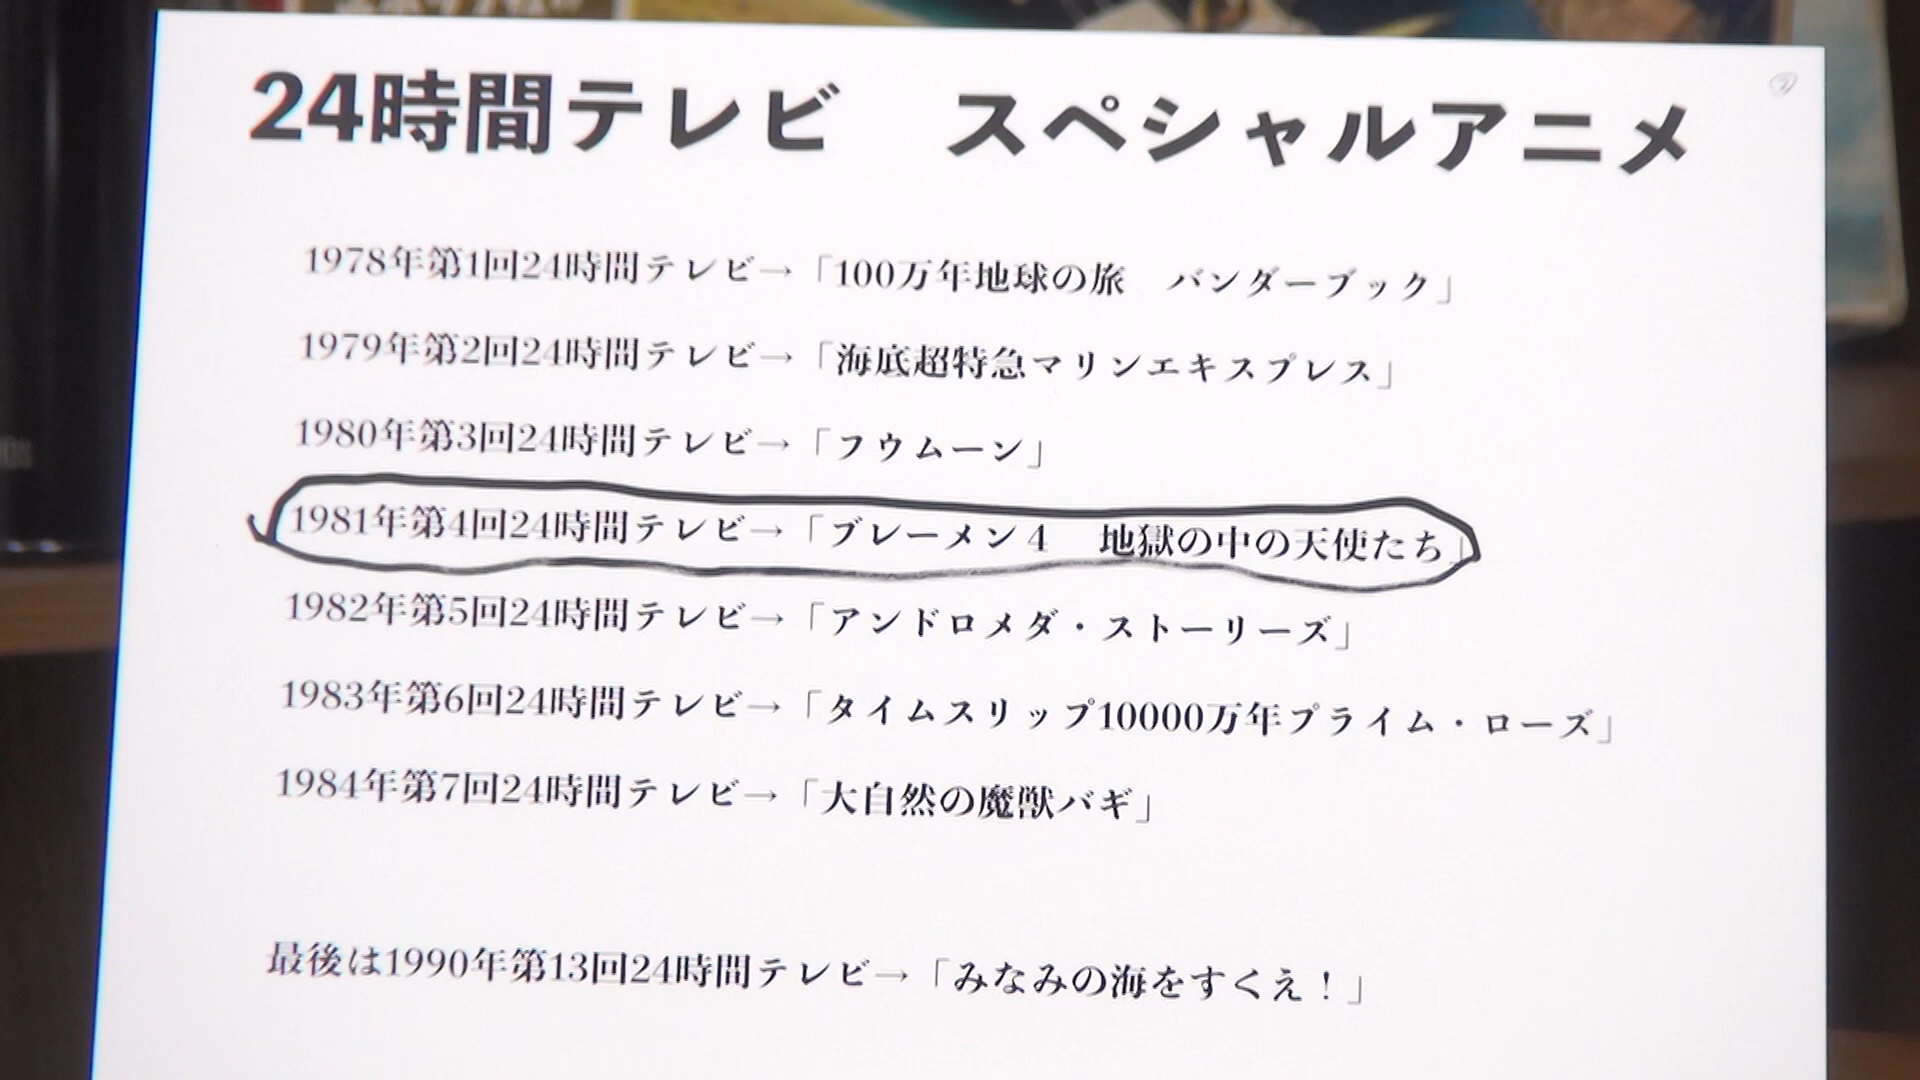 24時間テレビ　スペシャルアニメ
1978年第1回24時間テレビ→「100万年地球の旅　バンダーブック」
1979年第2回24時間テレビ→「海底超特急マリンエキスプレス」
1980年第3回24時間テレビ→「フウムーン」
1981年第4回24時間テレビ→「ブレーメン４　地獄の中の天使たち」
1982年第5回24時間テレビ→「アンドロメダ・ストーリーズ」
1983年第6回24時間テレビ→「タイムスリップ10000万年プライム・ローズ」
1984年第7回24時間テレビ→「大自然の魔獣バギ」
最後は1990年第13回24時間テレビ→「みなみの海をすくえ！」